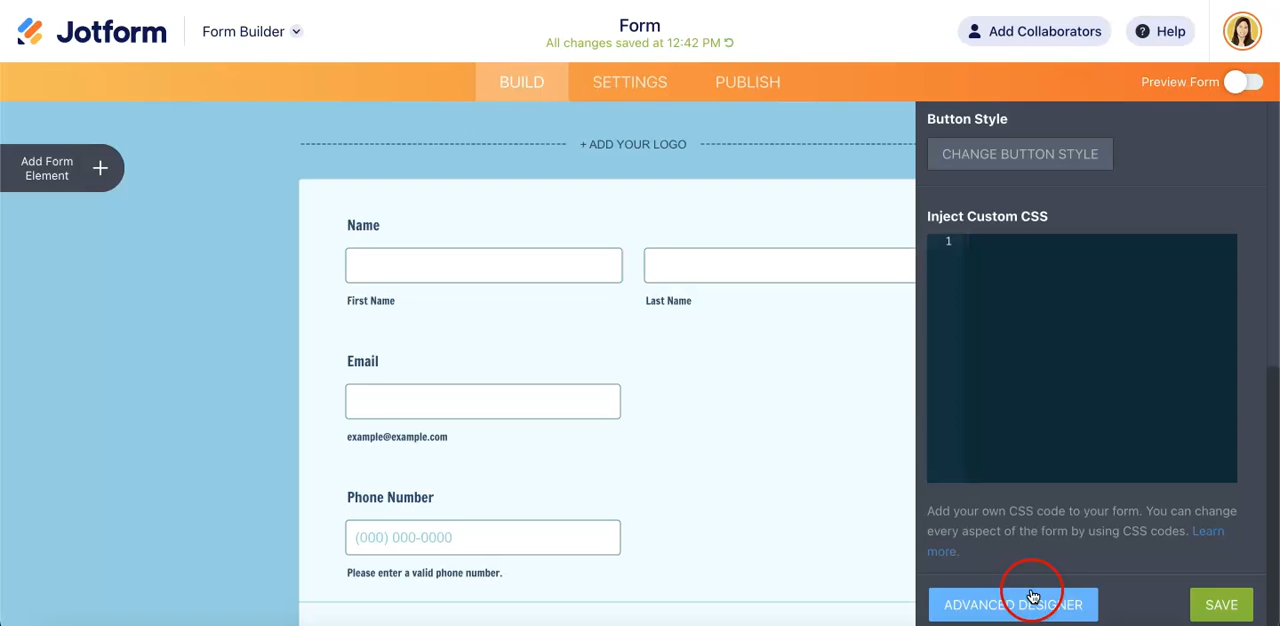 Jotform
Form Builder
Form
All changes saved at 12:42 PM
Add Collaborators
Help
BUILD
SETTINGS
PUBLISH
Preview Form
Add Form
Element
+ ADD YOUR LOGO
Name
First Name
Last Name
Email
example@example.com
Phone Number
(000) 000-0000
Please enter a valid phone number.
Button Style
CHANGE BUTTON STYLE
Inject Custom CSS
1
Add your own CSS code to your form. You can change
every aspect of the form by using CSS codes. Learn
more.
ADVANCED DESIGNER
SAVE